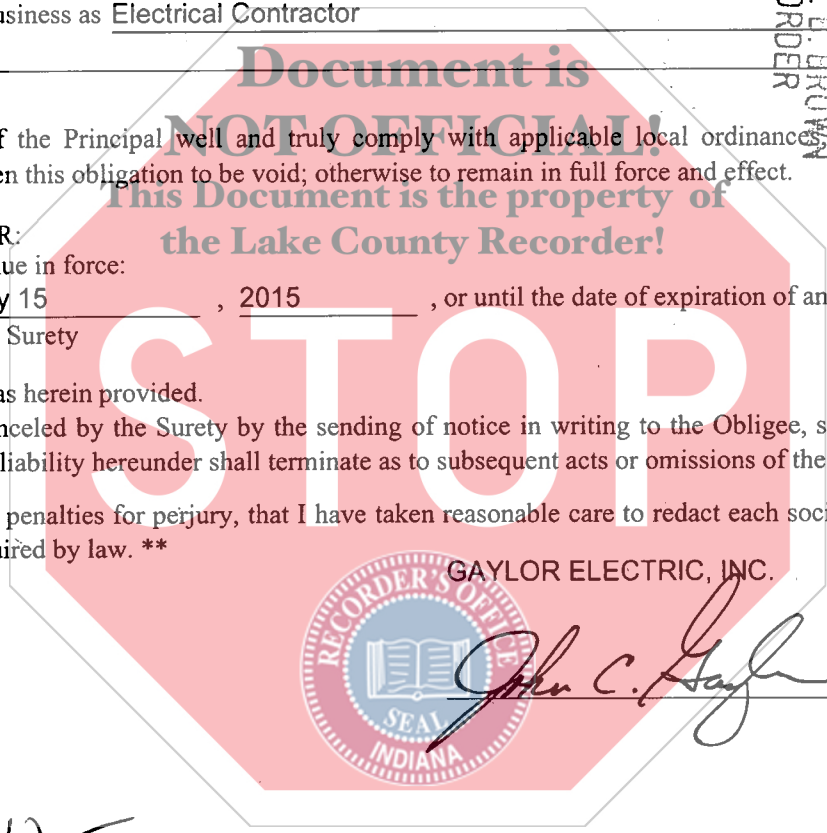 usiness as Electrical Contractor
Document is
NOT OFFICIAL!
f the Principal well and truly comply with applicable local ordinances,
en this obligation to be void; otherwise to remain in full force and effect.
This Document is the property of
the Lake County Recorder!
R:
ue in force:
y 15 , 2015 , or until the date of expiration of an
Surety
STOP
as herein provided.
nceled by the Surety by the sending of notice in writing to the Obligee, s
liability hereunder shall terminate as to subsequent acts or omissions of the
penalties for perjury, that I have taken reasonable care to redact each soci
uired by law. **
GAYLOR ELECTRIC, INC.
RECORDER'S OFFICE
SEAL
INDIANA
John C. Gaylor
BROWN
ORDER